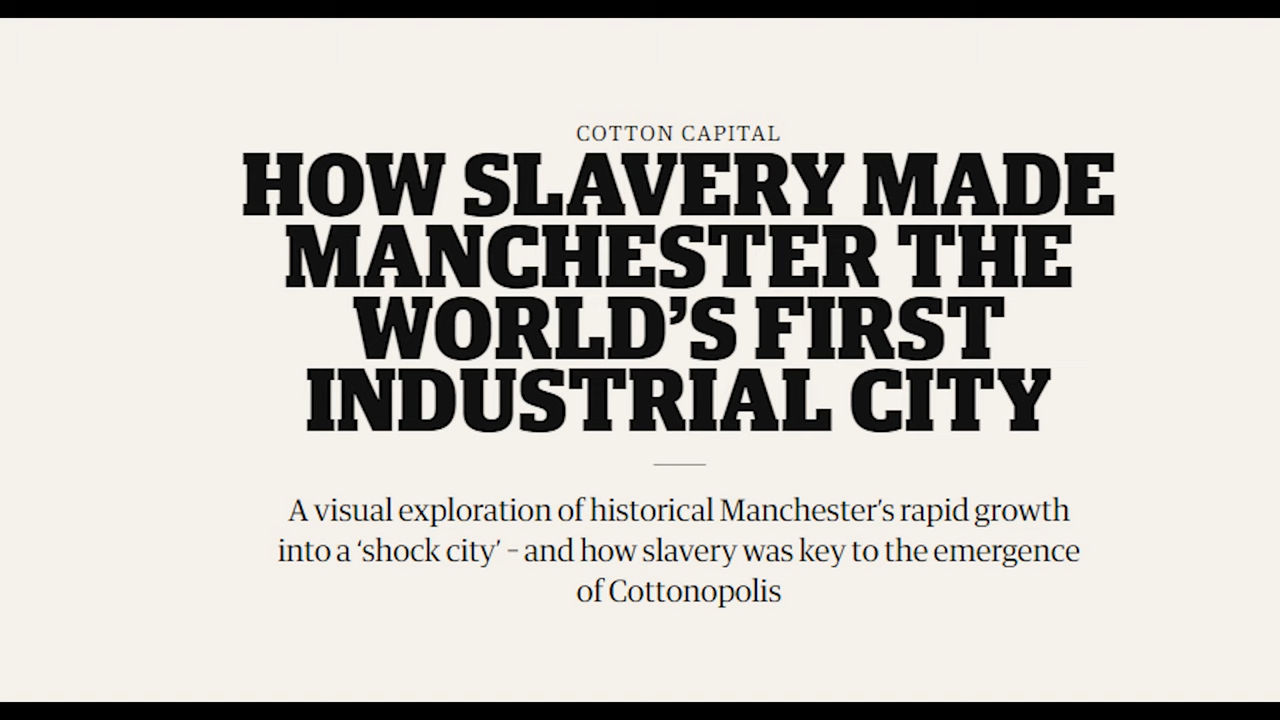 COTTON CAPITAL
HOW SLAVERY MADE
MANCHESTER THE
WORLD’S FIRST
INDUSTRIAL CITY
A visual exploration of historical Manchester’s rapid growth
into a ‘shock city’ – and how slavery was key to the emergence
of Cottonopolis